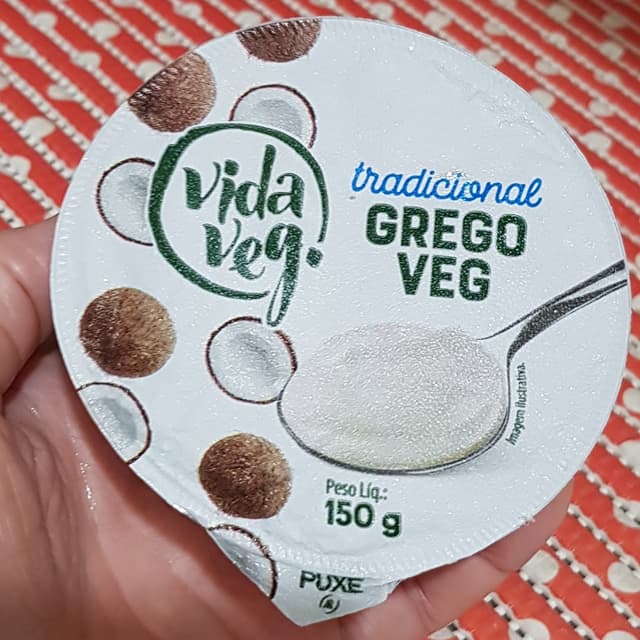 vida
veg.
tradicional
GREGO
VEG
Imagem ilustrativa.
Peso Líq.:
150 g
PUXE